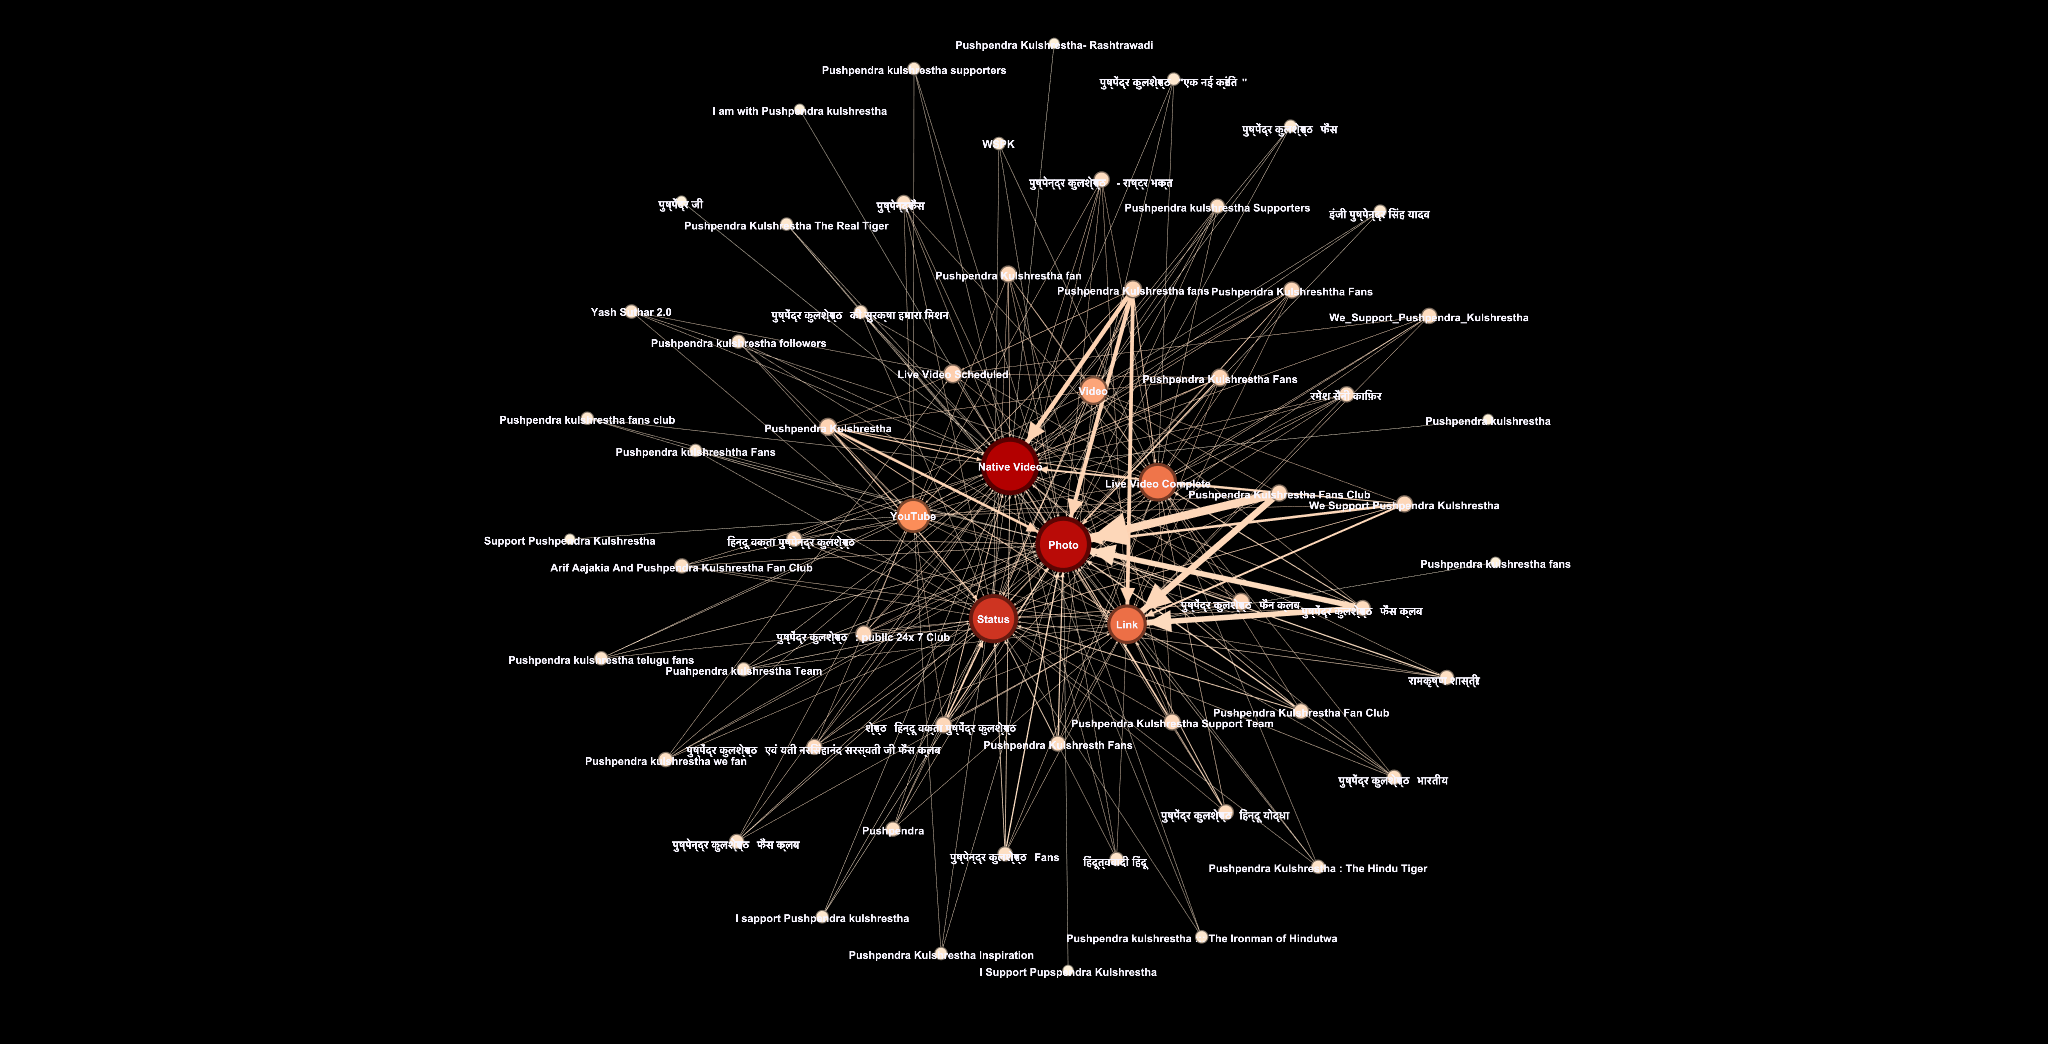 Pushpendra Kulshrestha- Rashtrawadi
Pushpendra kulshrestha supporters
पुष्पेंद्र कुलश्रेष्ठ "एक नई क्रांति "
I am with Pushpendra kulshrestha
पुष्पेंद्र कुलश्रेष्ठ फैंस
पुष्पेन्द्र कुलश्रेष्ठ - राष्ट्र भक्त
पुष्पेंद्र जी
पुष्पेन्द्र फैंस
Pushpendra kulshrestha Supporters
इंजी पुष्पेन्द्र सिंह यादव
Pushpendra Kulshrestha The Real Tiger
Pushpendra Kulshrestha fan
Pushpendra Kulshrestha fans
Pushpendra Kulshreshtha Fans
Yash Suthar 2.0
पुष्पेंद्र कुलश्रेष्ठ की सुरक्षा हमारा मिशन
We_Support_Pushpendra_Kulshrestha
Pushpendra kulshrestha followers
Live Video Scheduled
Pushpendra Kulshrestha Fans
Video
रमेश सैवी काफ़िर
Pushpendra kulshrestha fans club
Pushpendra kulshrestha
Pushpendra Kulshrestha
Pushpendra kulshreshtha Fans
Native Video
Live Video Complete
Pushpendra Kulshrestha Fans Club
We Support Pushpendra Kulshrestha
YouTube
Support Pushpendra Kulshrestha
हिन्दू वक्ता पुष्पेन्द्र कुलश्रेष्ठ
Photo
Arif Aajakia And Pushpendra Kulshrestha Fan Club
Pushpendra kulshrestha fans
पुष्पेंद्र कुलश्रेष्ठ फैन क्लब
पुष्पेंद्र कुलश्रेष्ठ फैंस क्लब
Status
Link
पुष्पेंद्र कुलश्रेष्ठ : public 24x 7 Club
Pushpendra kulshrestha telugu fans
Puahpendra kulshrestha Team
रामकृष्ण शास्त्री
Pushpendra Kulshrestha Fan Club
Pushpendra Kulshrestha Support Team
श्रेष्ठ हिन्दू वक्ता पुष्पेंद्र कुलश्रेष्ठ
Pushpendra Kulshresth Fans
पुष्पेंद्र कुलश्रेष्ठ एवं यती नरसिंहानंद सरस्वती जी फैंस क्लब
Pushpendra kulshrestha we fan
पुष्पेंद्र कुलश्रेष्ठ भारतीय
पुष्पेंद्र कुलश्रेष्ठ हिन्दू योद्धा
Pushpendra
पुष्पेन्द्र कुलश्रेष्ठ फैंस क्लब
पुष्पेन्द्र कुलश्रेष्ठ Fans
हिंदूत्ववादी हिंदू
Pushpendra Kulshrestha : The Hindu Tiger
I sapport Pushpendra kulshrestha
Pushpendra kulshrestha The Ironman of Hindutwa
Pushpendra Kulshrestha Inspiration
I Support Pupspendra Kulshrestha